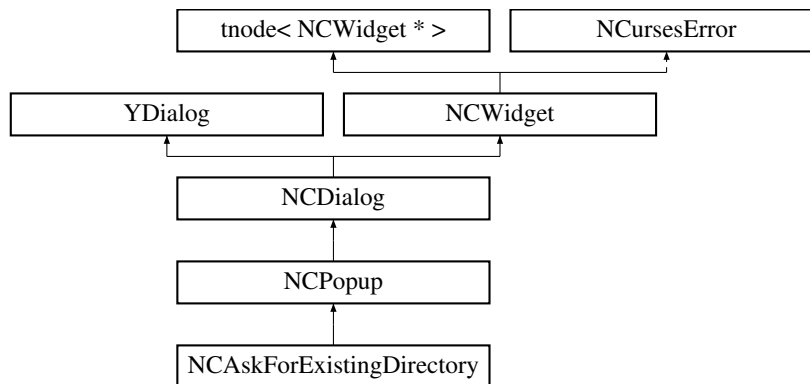 tnode< NCWidget * >
NCursesError
YDialog
NCWidget
NCDialog
NCPopup
NCAskForExistingDirectory